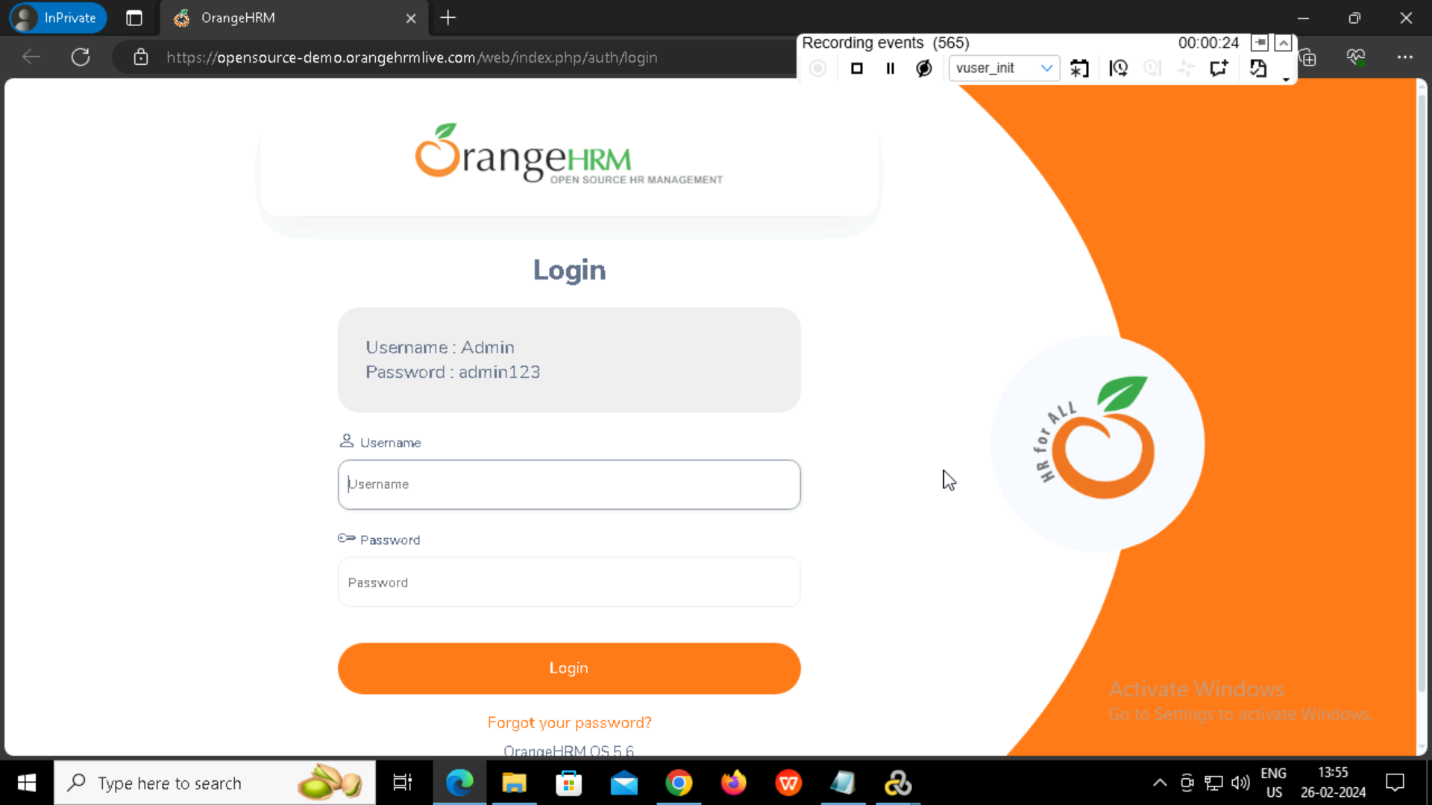 InPrivate
OrangeHRM
https://opensource-demo.orangehrmlive.com/web/index.php/auth/login
Recording events (565)
00:00:24
vuser_init
OrangeHRM
OPEN SOURCE HR MANAGEMENT
Login
Username : Admin
Password : admin123
Username
Username
Password
Password
Login
Forgot your password?
OrangeHRM OS 5.6
HR for ALL
Activate Windows
Go to Settings to activate Windows.
Type here to search
ENG
US
13:55
26-02-2024